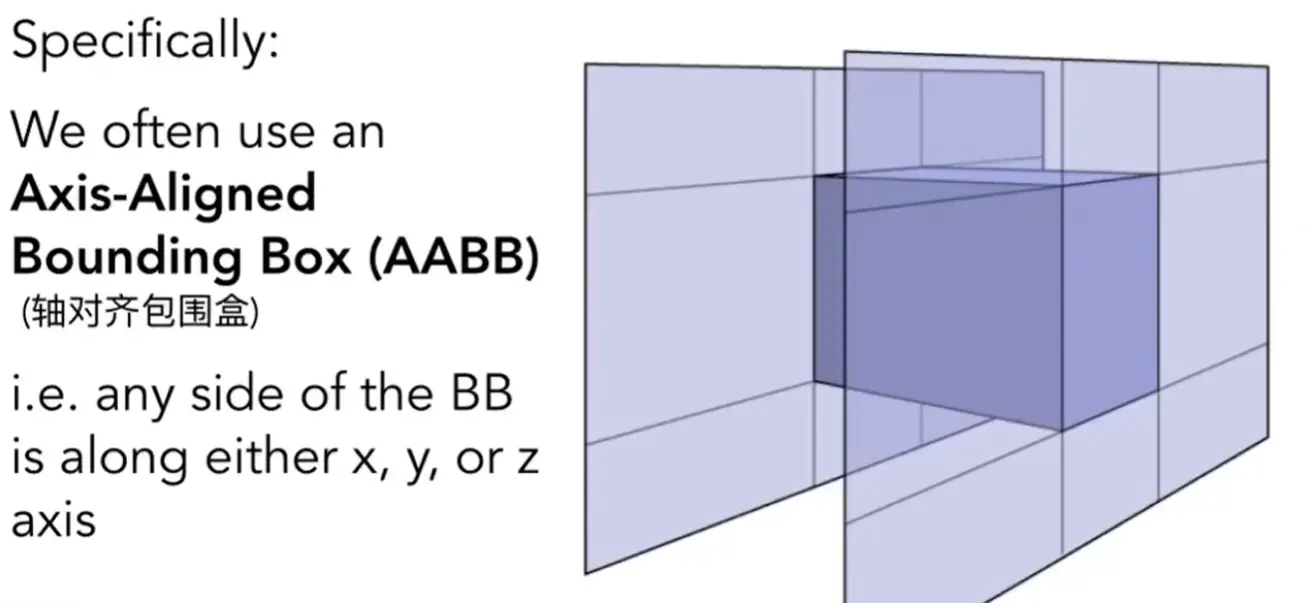 Specifically:
We often use an
Axis-Aligned
Bounding Box (AABB)
(轴对齐包围盒)
i.e. any side of the BB
is along either x, y, or z
axis